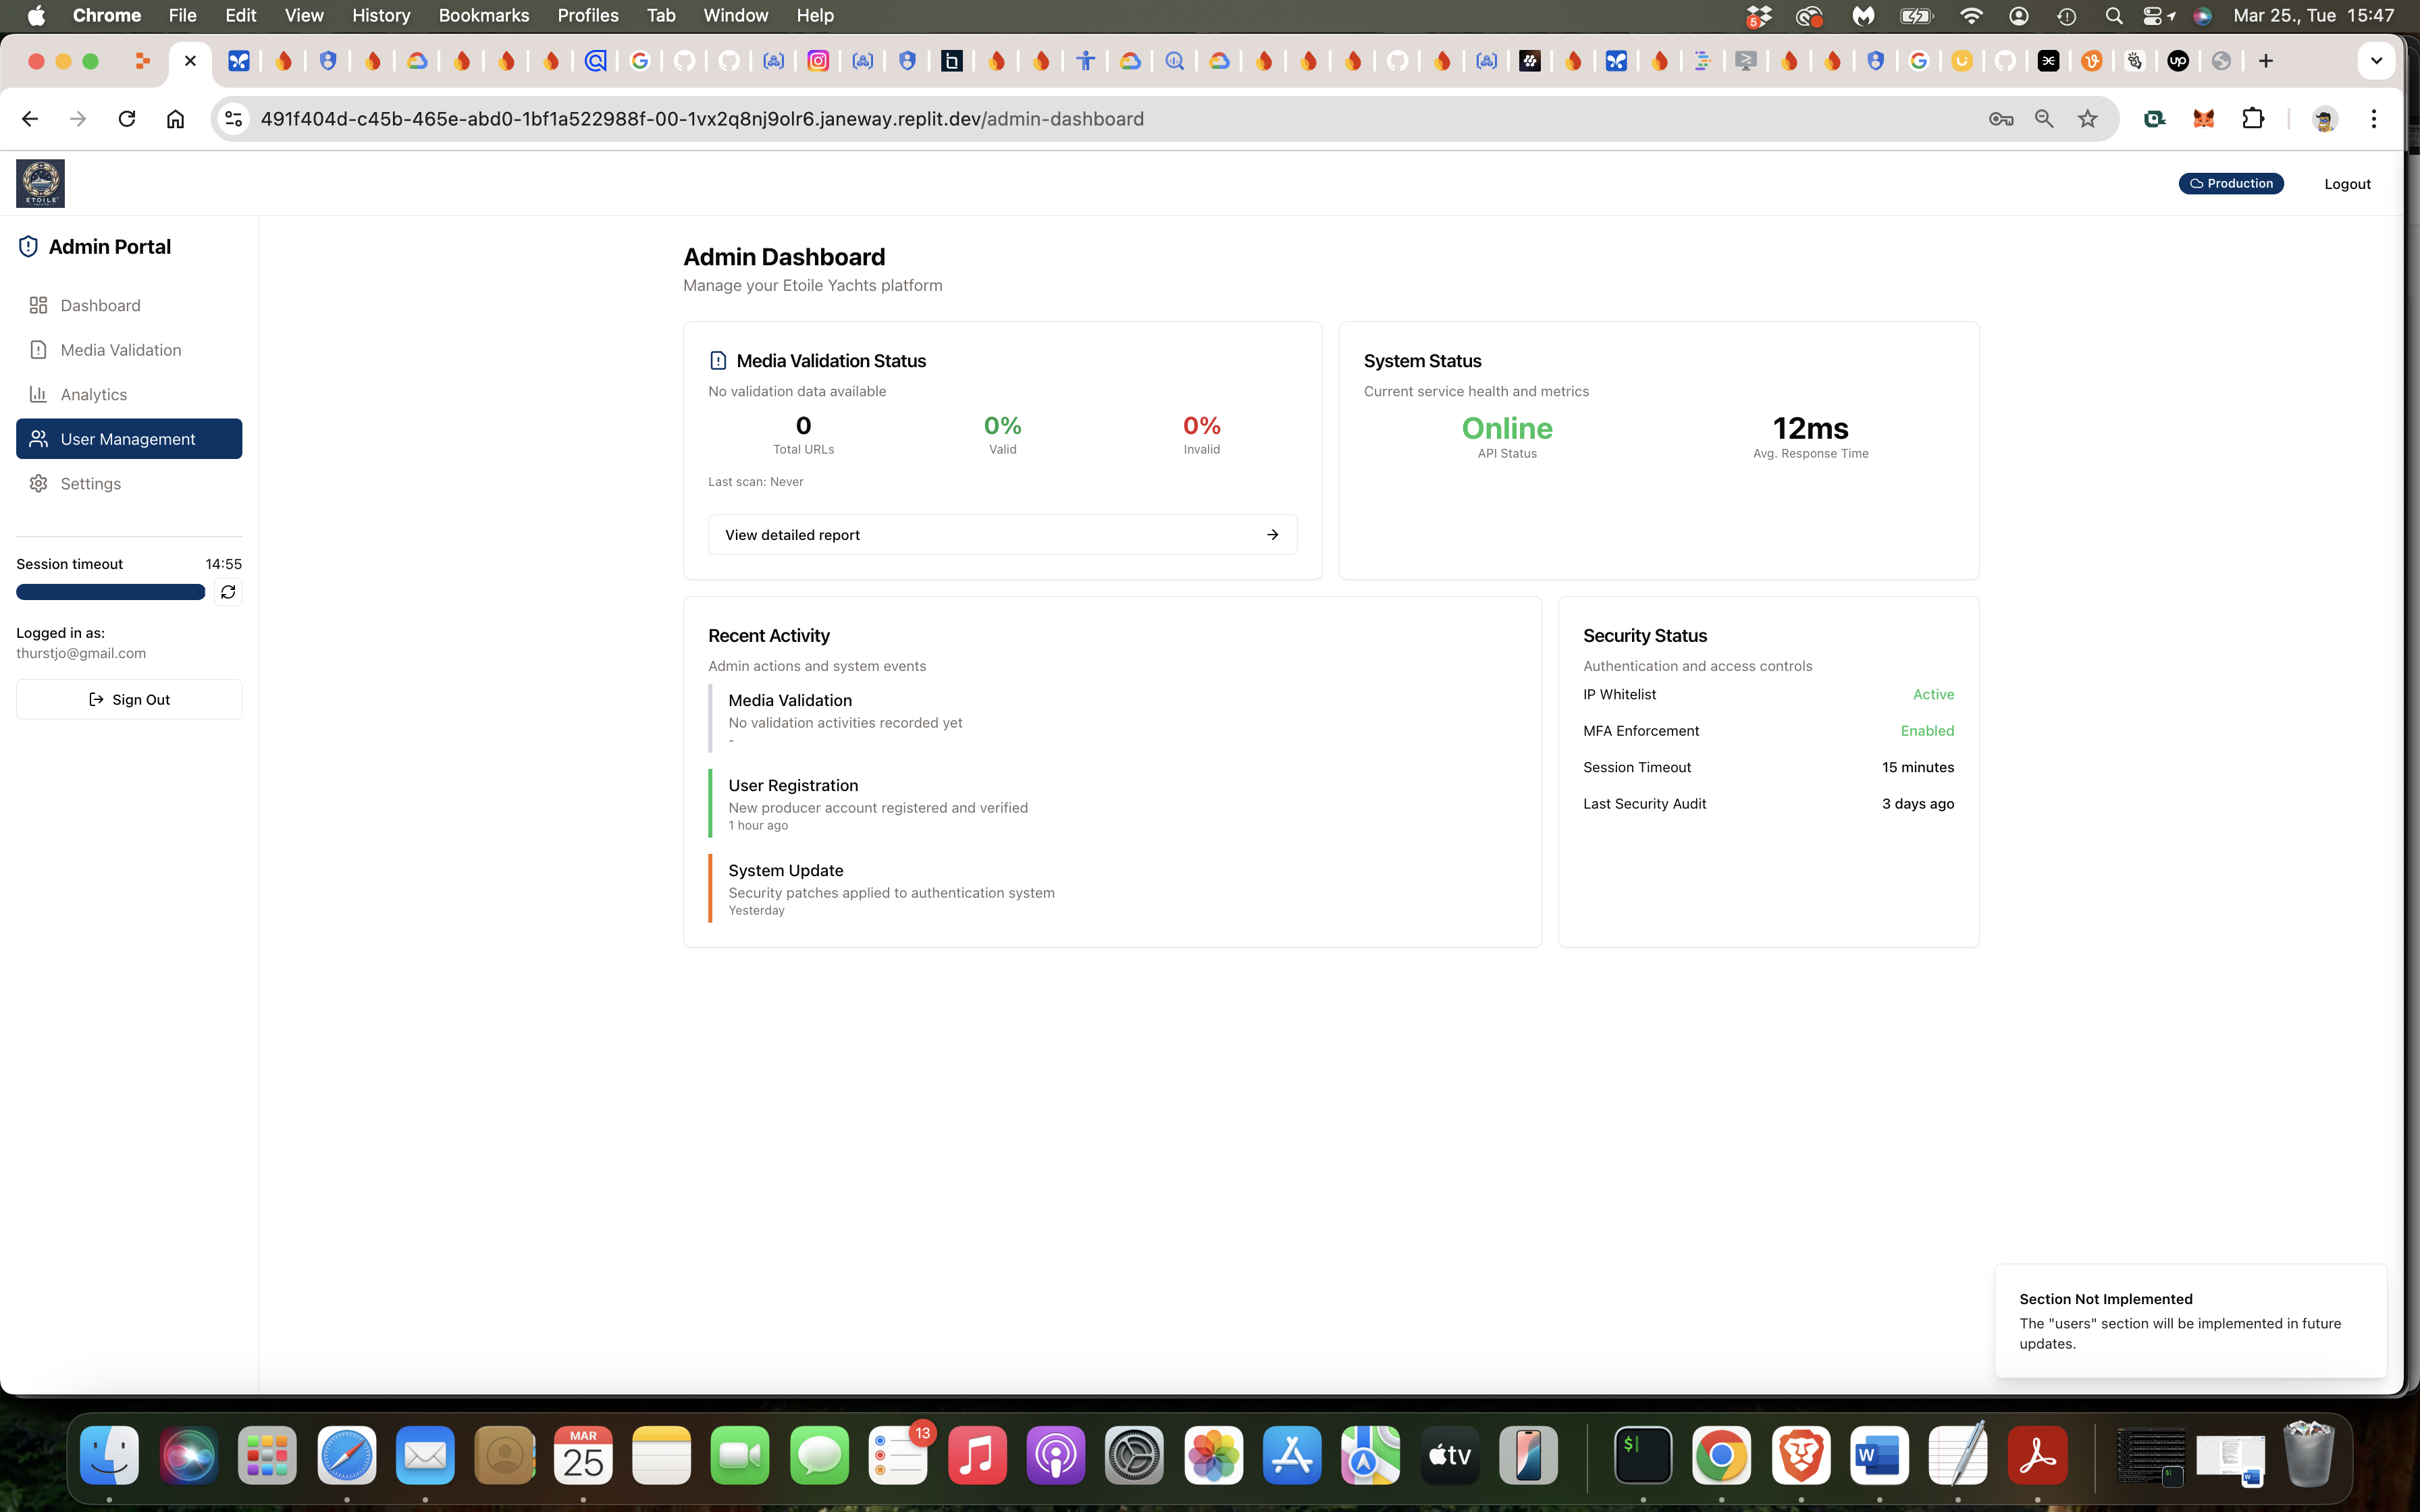 Chrome File Edit View History Bookmarks Profiles Tab Window Help
5
Mar 25., Tue 15:47
491f404d-c45b-465e-abd0-1bf1a522988f-00-1vx2q8nj9olr6.janeway.replit.dev/admin-dashboard
ETOILE
Production
Logout
Admin Portal
Dashboard
Media Validation
Analytics
User Management
Settings
Session timeout 14:55
Logged in as:
thurstjo@gmail.com
Sign Out
Admin Dashboard
Manage your Etoile Yachts platform
Media Validation Status
No validation data available
0 0% 0%
Total URLs Valid Invalid
Last scan: Never
View detailed report
System Status
Current service health and metrics
Online 12ms
API Status Avg. Response Time
Recent Activity
Admin actions and system events
Media Validation
No validation activities recorded yet
-
User Registration
New producer account registered and verified
1 hour ago
System Update
Security patches applied to authentication system
Yesterday
Security Status
Authentication and access controls
IP Whitelist Active
MFA Enforcement Enabled
Session Timeout 15 minutes
Last Security Audit 3 days ago
Section Not Implemented
The "users" section will be implemented in future
updates.
MAR
25
13
tv
$
W